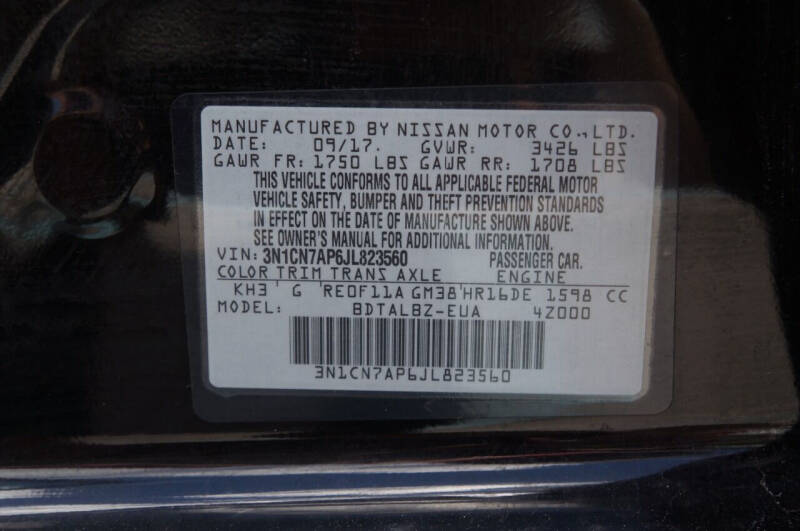 MANUFACTURED BY NISSAN MOTOR CO., LTD.
DATE: 09/17. GVWR: 3426 LBS
GAWR FR: 1750 LBS GAWR RR: 1708 LBS
THIS VEHICLE CONFORMS TO ALL APPLICABLE FEDERAL MOTOR
VEHICLE SAFETY, BUMPER AND THEFT PREVENTION STANDARDS
IN EFFECT ON THE DATE OF MANUFACTURE SHOWN ABOVE.
SEE OWNER'S MANUAL FOR ADDITIONAL INFORMATION.
VIN: 3N1CN7AP6JL823560 PASSENGER CAR.
COLOR TRIM TRANS AXLE ENGINE
KH3' G 'RE0F11A GM38'HR16DE 1598 CC
MODEL: BDTALBZ-EUA 4Z000
3N1CN7AP6JL823560